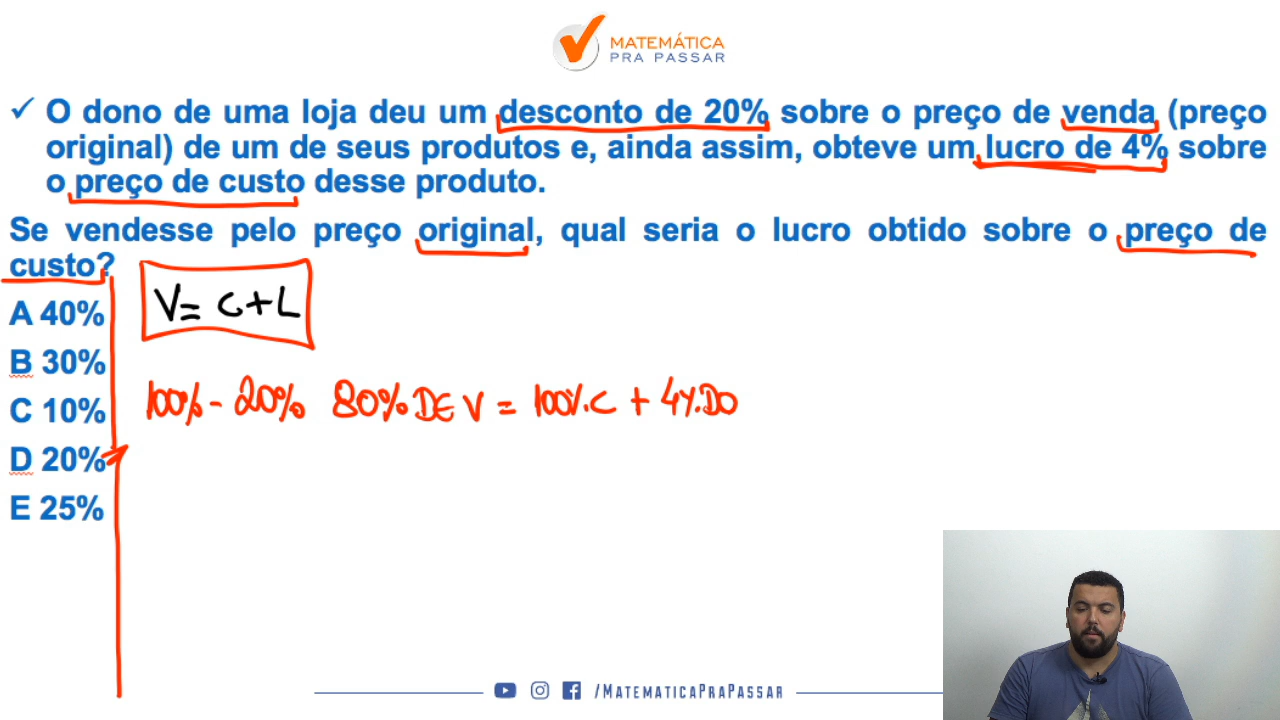 MATEMÁTICA
PRA PASSAR
✓ O dono de uma loja deu um desconto de 20% sobre o preço de venda (preço
original) de um de seus produtos e, ainda assim, obteve um lucro de 4% sobre
o preço de custo desse produto.
Se vendesse pelo preço original, qual seria o lucro obtido sobre o preço de
custo?
V = C + L
A 40%
B 30%
100% - 20% 80% DE V = 100%.C + 4%.DO
C 10%
D 20%
E 25%
/MatematicaPraPassar